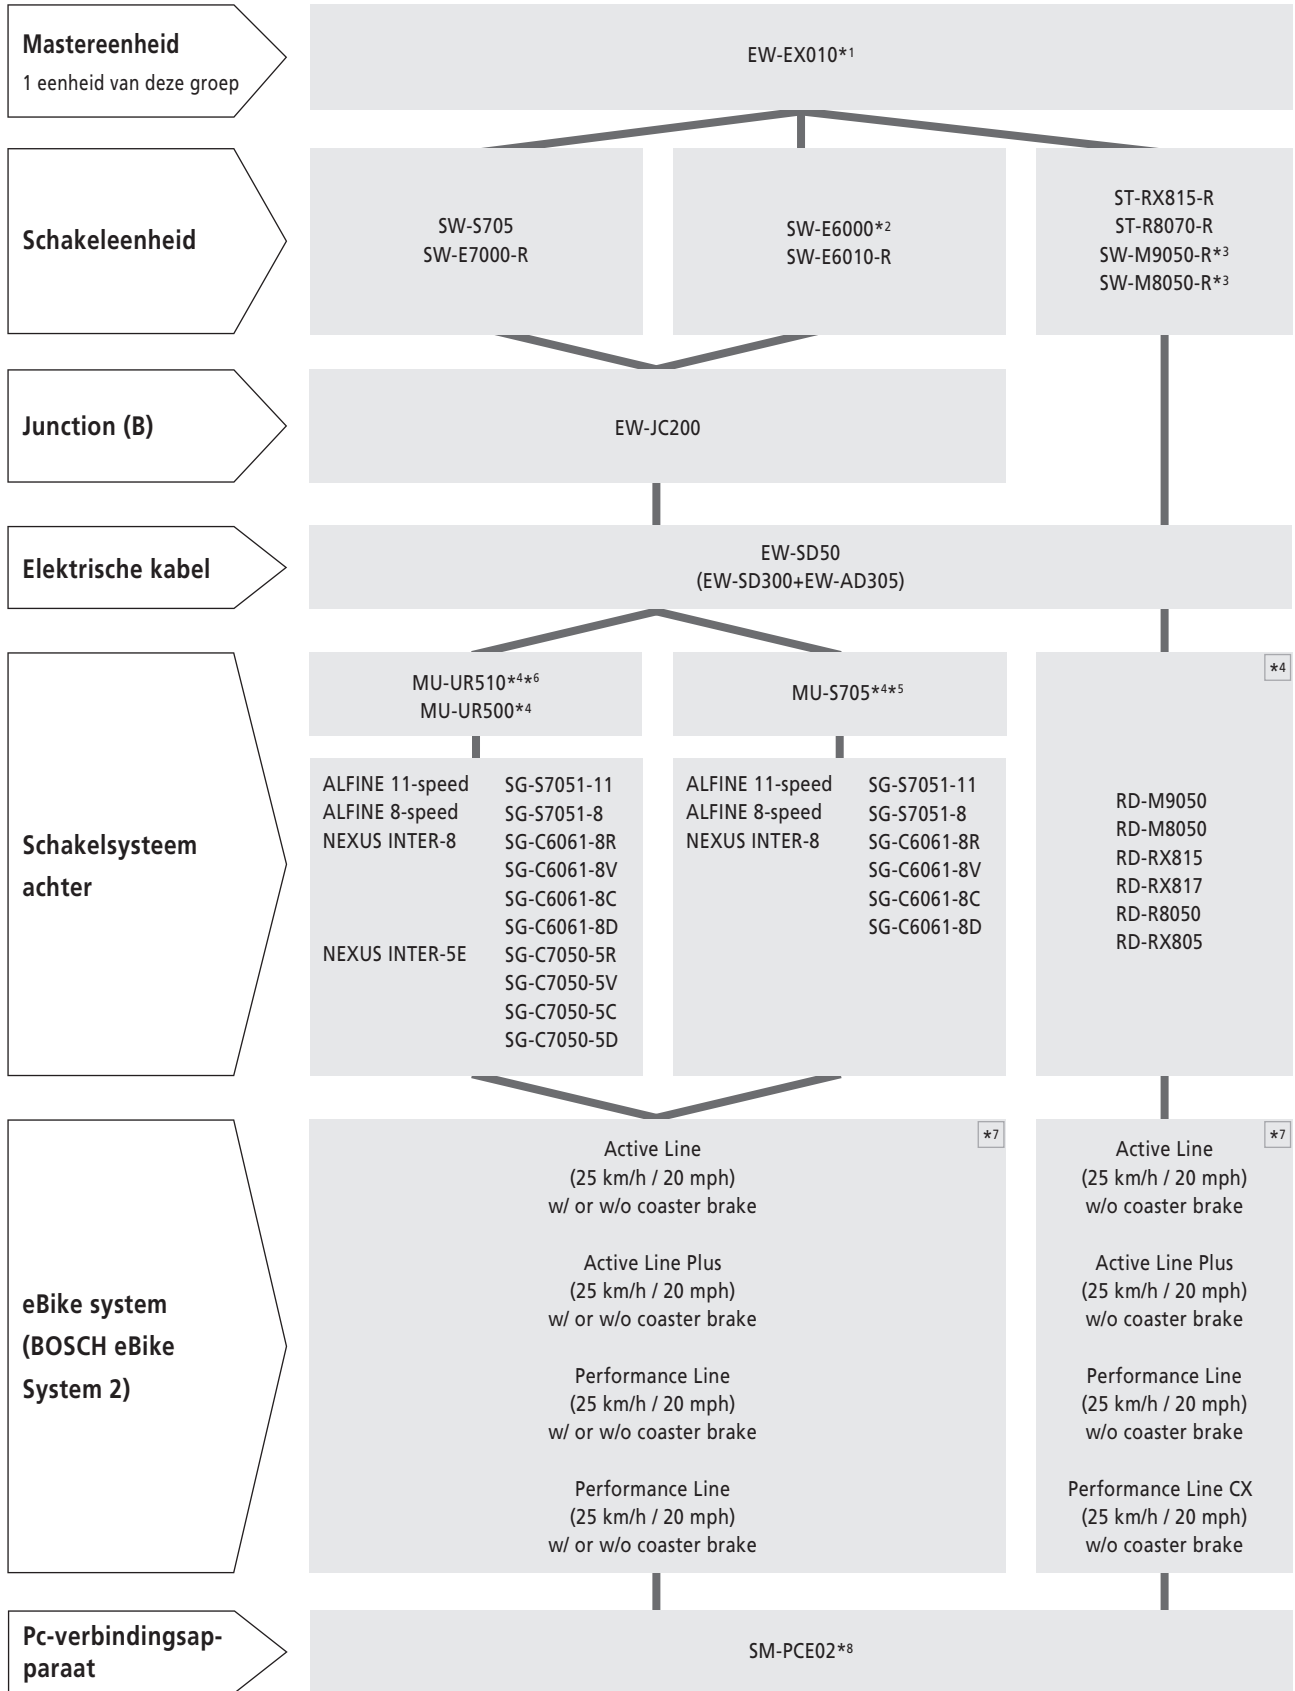 Mastereenheid
1 eenheid van deze groep
EW-EX010*1
Schakeleenheid
SW-S705
SW-E7000-R
SW-E6000*2
SW-E6010-R
ST-RX815-R
ST-R8070-R
SW-M9050-R*3
SW-M8050-R*3
Junction (B)
EW-JC200
Elektrische kabel
EW-SD50
(EW-SD300+EW-AD305)
Schakelsysteem
achter
MU-UR510*4*6
MU-UR500*4
ALFINE 11-speed SG-S7051-11
ALFINE 8-speed SG-S7051-8
NEXUS INTER-8 SG-C6061-8R
SG-C6061-8V
SG-C6061-8C
SG-C6061-8D
NEXUS INTER-5E SG-C7050-5R
SG-C7050-5V
SG-C7050-5C
SG-C7050-5D
MU-S705*4*5
ALFINE 11-speed SG-S7051-11
ALFINE 8-speed SG-S7051-8
NEXUS INTER-8 SG-C6061-8R
SG-C6061-8V
SG-C6061-8C
SG-C6061-8D
*4
RD-M9050
RD-M8050
RD-RX815
RD-RX817
RD-R8050
RD-RX805
eBike system
(BOSCH eBike
System 2)
*7
Active Line
(25 km/h / 20 mph)
w/ or w/o coaster brake
Active Line Plus
(25 km/h / 20 mph)
w/ or w/o coaster brake
Performance Line
(25 km/h / 20 mph)
w/ or w/o coaster brake
Performance Line
(25 km/h / 20 mph)
w/ or w/o coaster brake
*7
Active Line
(25 km/h / 20 mph)
w/o coaster brake
Active Line Plus
(25 km/h / 20 mph)
w/o coaster brake
Performance Line
(25 km/h / 20 mph)
w/o coaster brake
Performance Line CX
(25 km/h / 20 mph)
w/o coaster brake
Pc-verbindingsap-
paraat
SM-PCE02*8